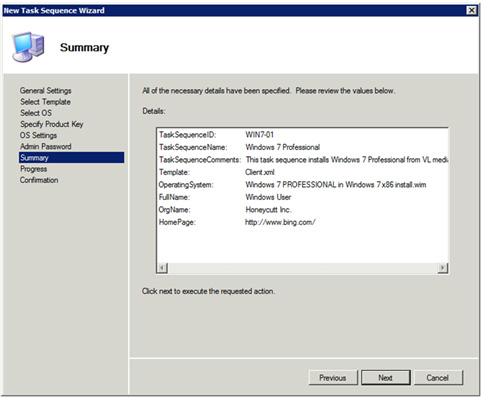 New Task Sequence Wizard
Summary
General Settings
Select Template
Select OS
Specify Product Key
OS Settings
Admin Password
Summary
Progress
Confirmation
All of the necessary details have been specified. Please review the values below.
Details:
TaskSequenceID: WIN7-01
TaskSequenceName: Windows 7 Professional
TaskSequenceComments: This task sequence installs Windows 7 Professional from VL media
Template: Client.xml
OperatingSystem: Windows 7 PROFESSIONAL in Windows 7 x86 install.wim
FullName: Windows User
OrgName: Honeycutt Inc.
HomePage: http://www.bing.com/
Click next to execute the requested action.
Previous Next Cancel